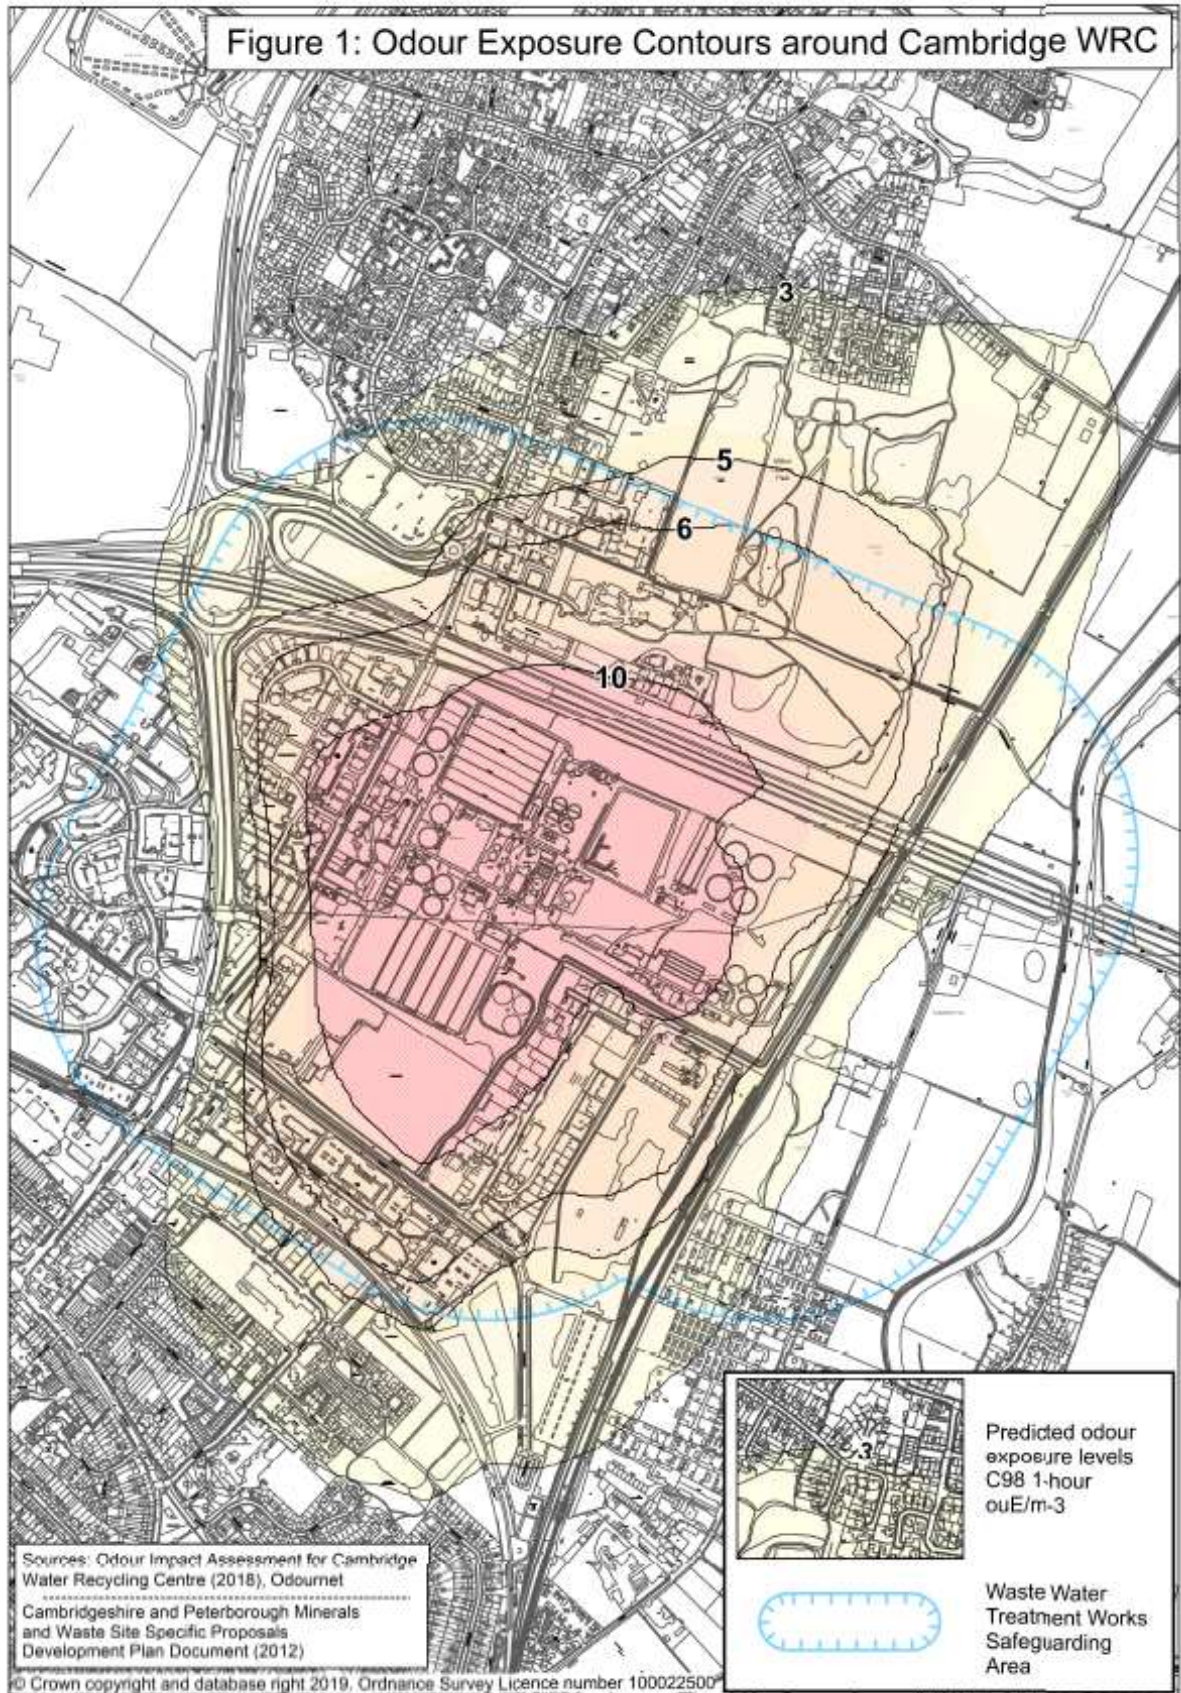 Figure 1: Odour Exposure Contours around Cambridge WRC
3
5
6
10
3
Predicted odour
exposure levels
C98 1-hour
ouE/m-3
Sources: Odour Impact Assessment for Cambridge
Water Recycling Centre (2018), Odournet
Cambridgeshire and Peterborough Minerals
and Waste Site Specific Proposals
Development Plan Document (2012)
Waste Water
Treatment Works
Safeguarding
Area
© Crown copyright and database right 2019. Ordnance Survey Licence number 100022500